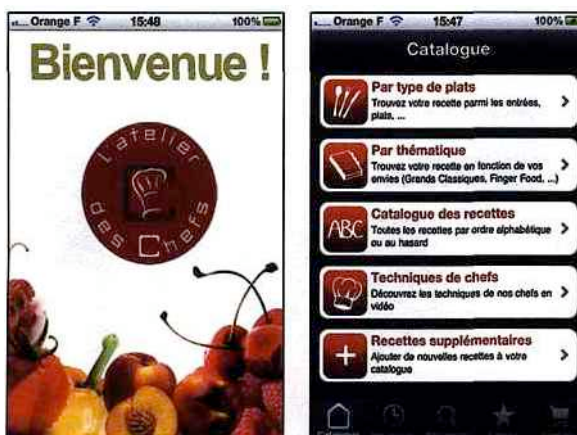 Orange F 15:48 100%
Bienvenue !
L'atelier
des Chefs
Orange F 15:47 100%
Catalogue
Par type de plats
Trouvez votre recette parmi les entrées,
plats, ...
Par thématique
Trouvez votre recette en fonction de vos
envies (Grands Classiques, Finger Food, ...)
ABC
Catalogue des recettes
Toutes les recettes par ordre alphabétique
ou au hasard
Techniques de chefs
Découvrez les techniques de nos chefs en
vidéo
Recettes supplémentaires
Ajouter de nouvelles recettes à votre
catalogue
Catalogue